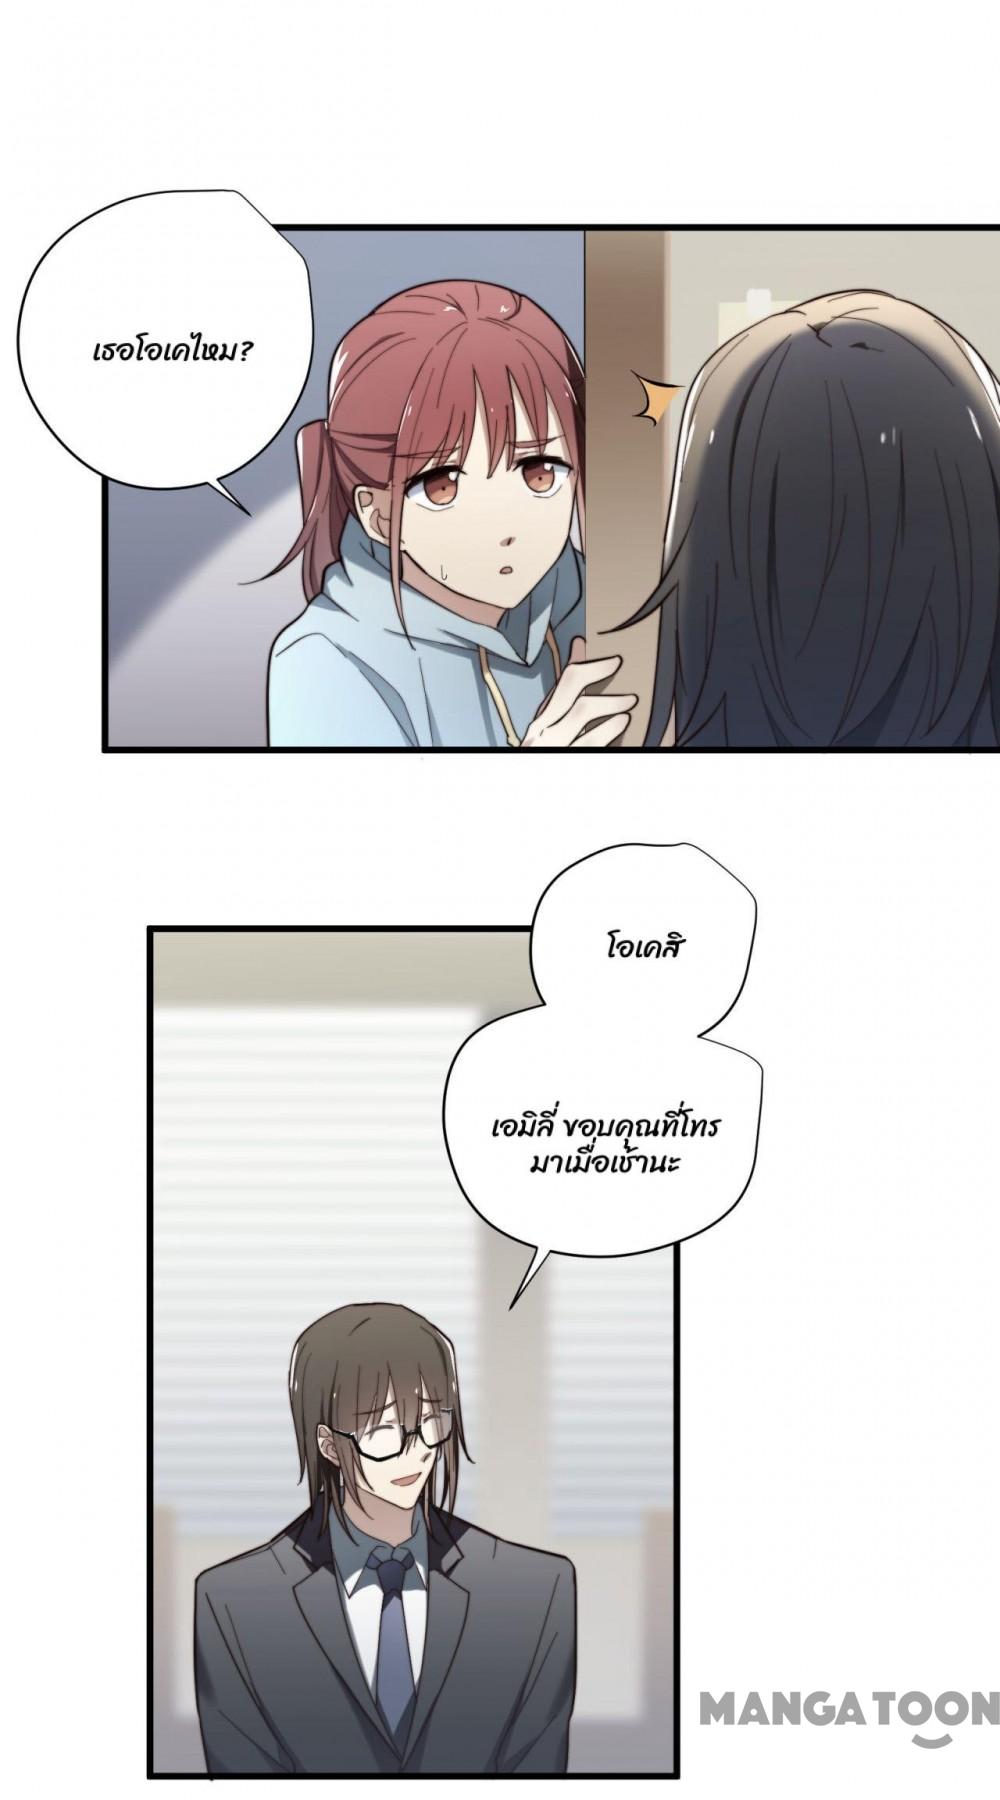 เธอโอเคไหม?
โอเคสิ
เอมิลี่ ขอบคุณที่โทร
มาเมื่อเช้านะ
MANGATOON